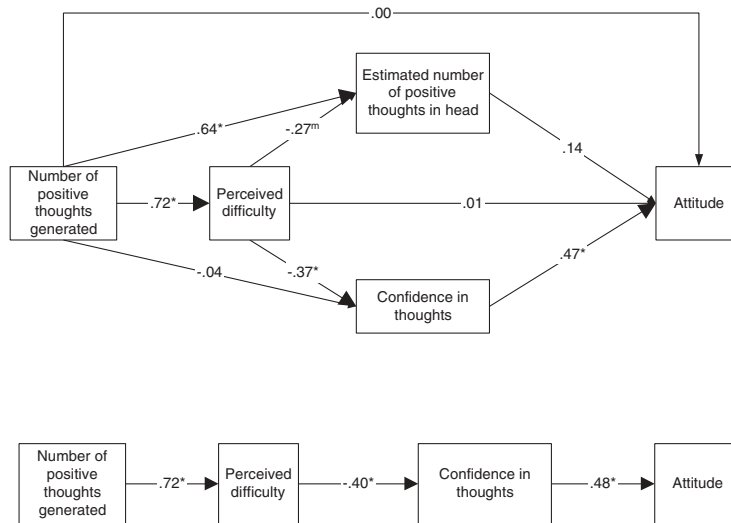 .00
Estimated number
of positive
thoughts in head
.64*
-.27ᵐ
.14
Number of
positive
thoughts
generated
.72*
Perceived
difficulty
.01
Attitude
-.04
-.37*
.47*
Confidence in
thoughts
Number of
positive
thoughts
generated
.72*
Perceived
difficulty
-.40*
Confidence in
thoughts
.48*
Attitude